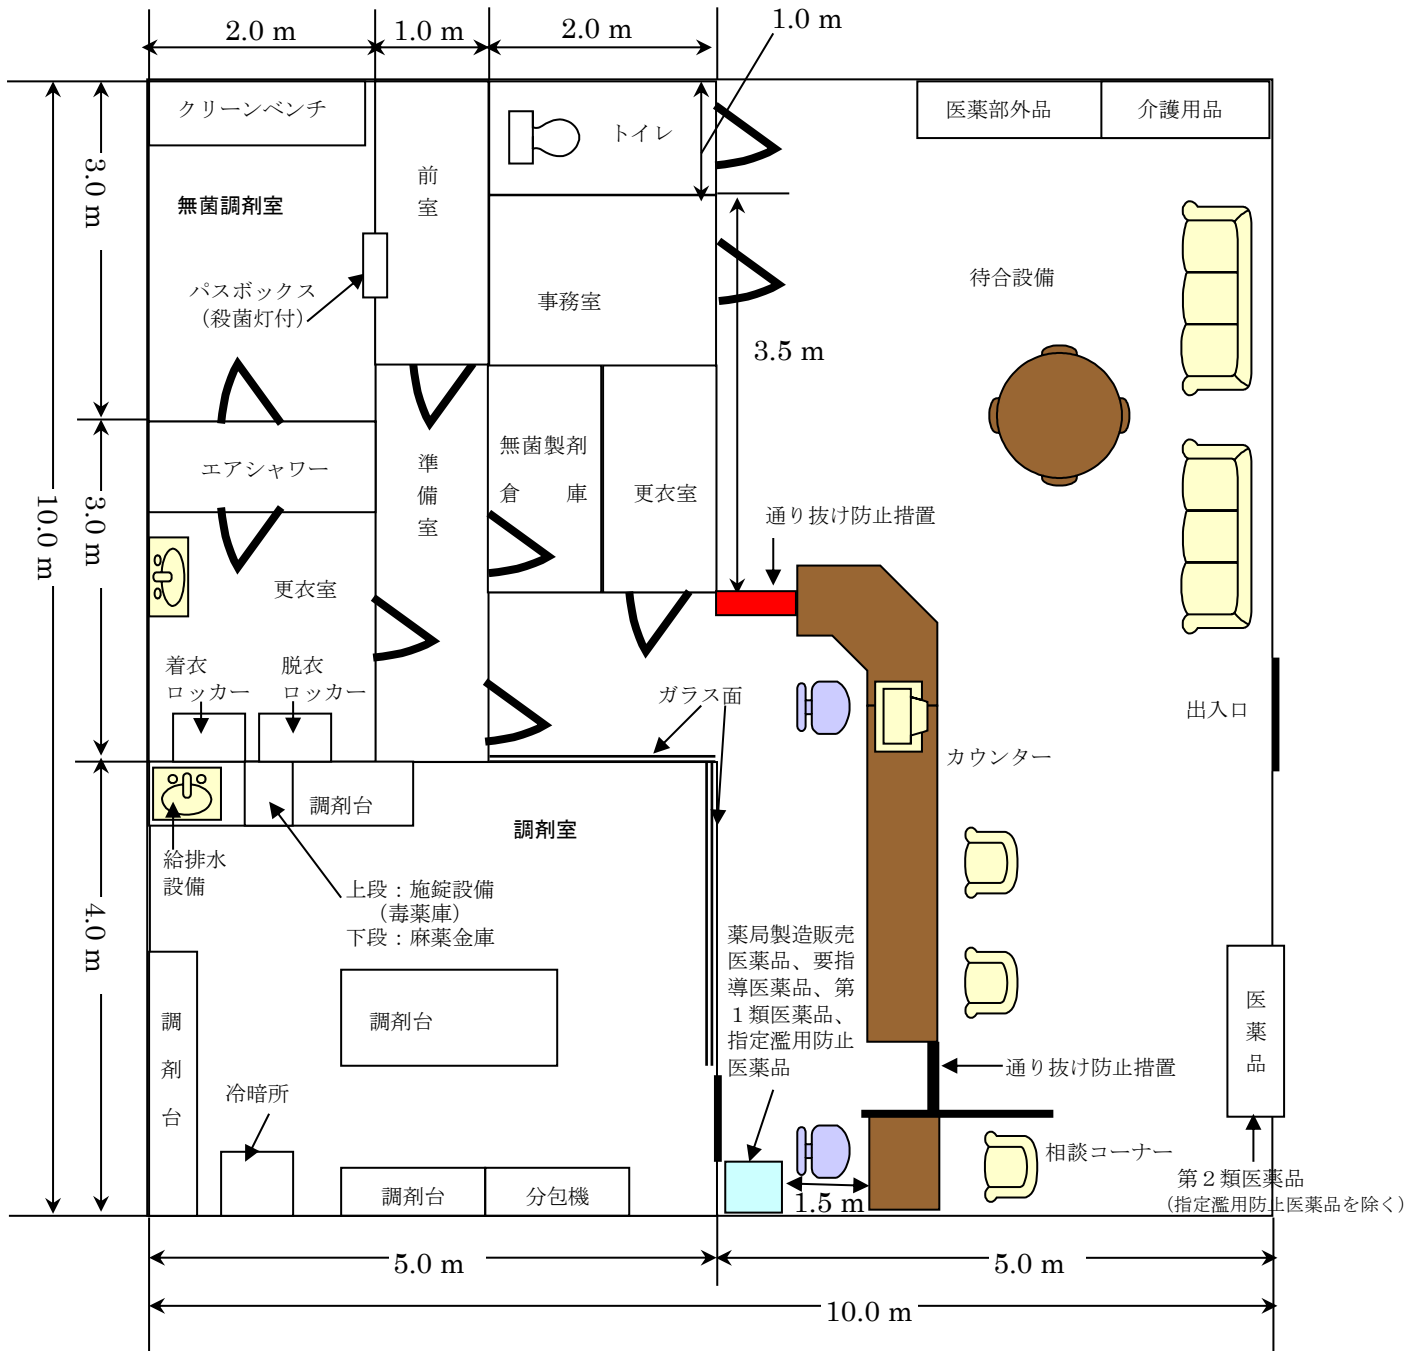 2.0 m
1.0 m
2.0 m
1.0 m
クリーンベンチ
トイレ
医薬部外品
介護用品
3.0 m
前
室
無菌調剤室
パスボックス
（殺菌灯付）
事務室
待合設備
3.5 m
エアシャワー
準
備
室
無菌製剤
倉　庫
更衣室
10.0 m
3.0 m
通り抜け防止措置
更衣室
着衣
ロッカー
脱衣
ロッカー
ガラス面
出入口
カウンター
調剤台
調剤室
給排水
設備
上段：施錠設備
（毒薬庫）
下段：麻薬金庫
4.0 m
薬局製造販売
医薬品、要指
導医薬品、第
１類医薬品、
指定濫用防止
医薬品
調
剤
台
調剤台
医
薬
品
通り抜け防止措置
冷暗所
相談コーナー
調剤台
分包機
1.5 m
第２類医薬品
（指定濫用防止医薬品を除く）
5.0 m
5.0 m
10.0 m